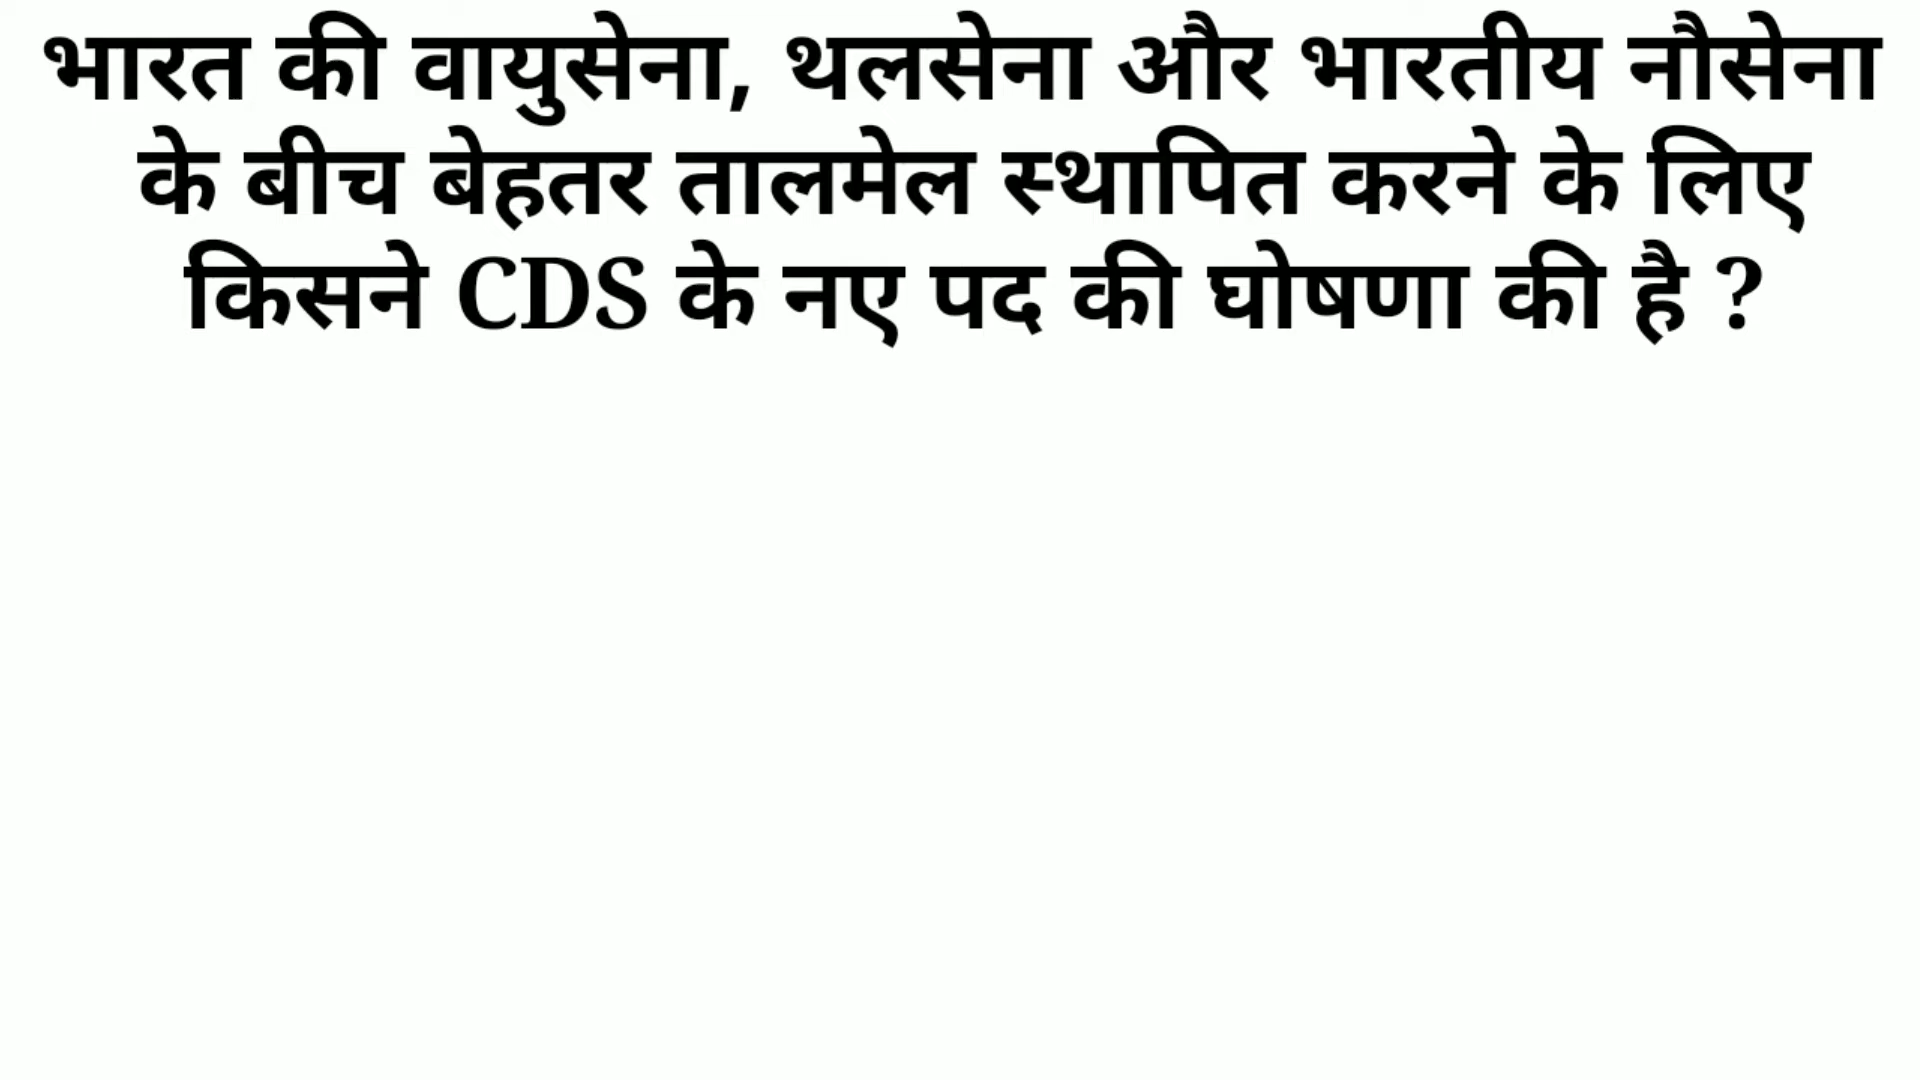 भारत की वायुसेना, थलसेना और भारतीय नौसेना
के बीच बेहतर तालमेल स्थापित करने के लिए
किसने CDS के नए पद की घोषणा की है ?